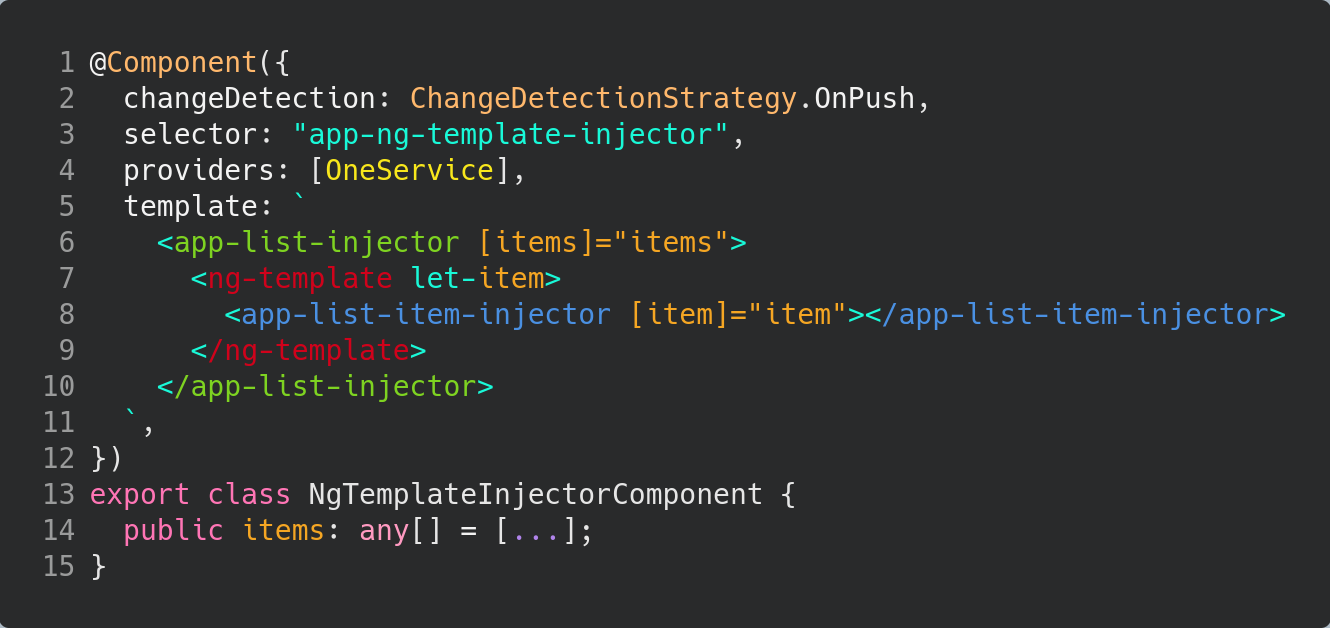 1 @Component({
2   changeDetection: ChangeDetectionStrategy.OnPush,
3   selector: "app-ng-template-injector",
4   providers: [OneService],
5   template: `
6     <app-list-injector [items]="items">
7       <ng-template let-item>
8         <app-list-item-injector [item]="item"></app-list-item-injector>
9       </ng-template>
10     </app-list-injector>
11   `,
12 })
13 export class NgTemplateInjectorComponent {
14   public items: any[] = [...];
15 }